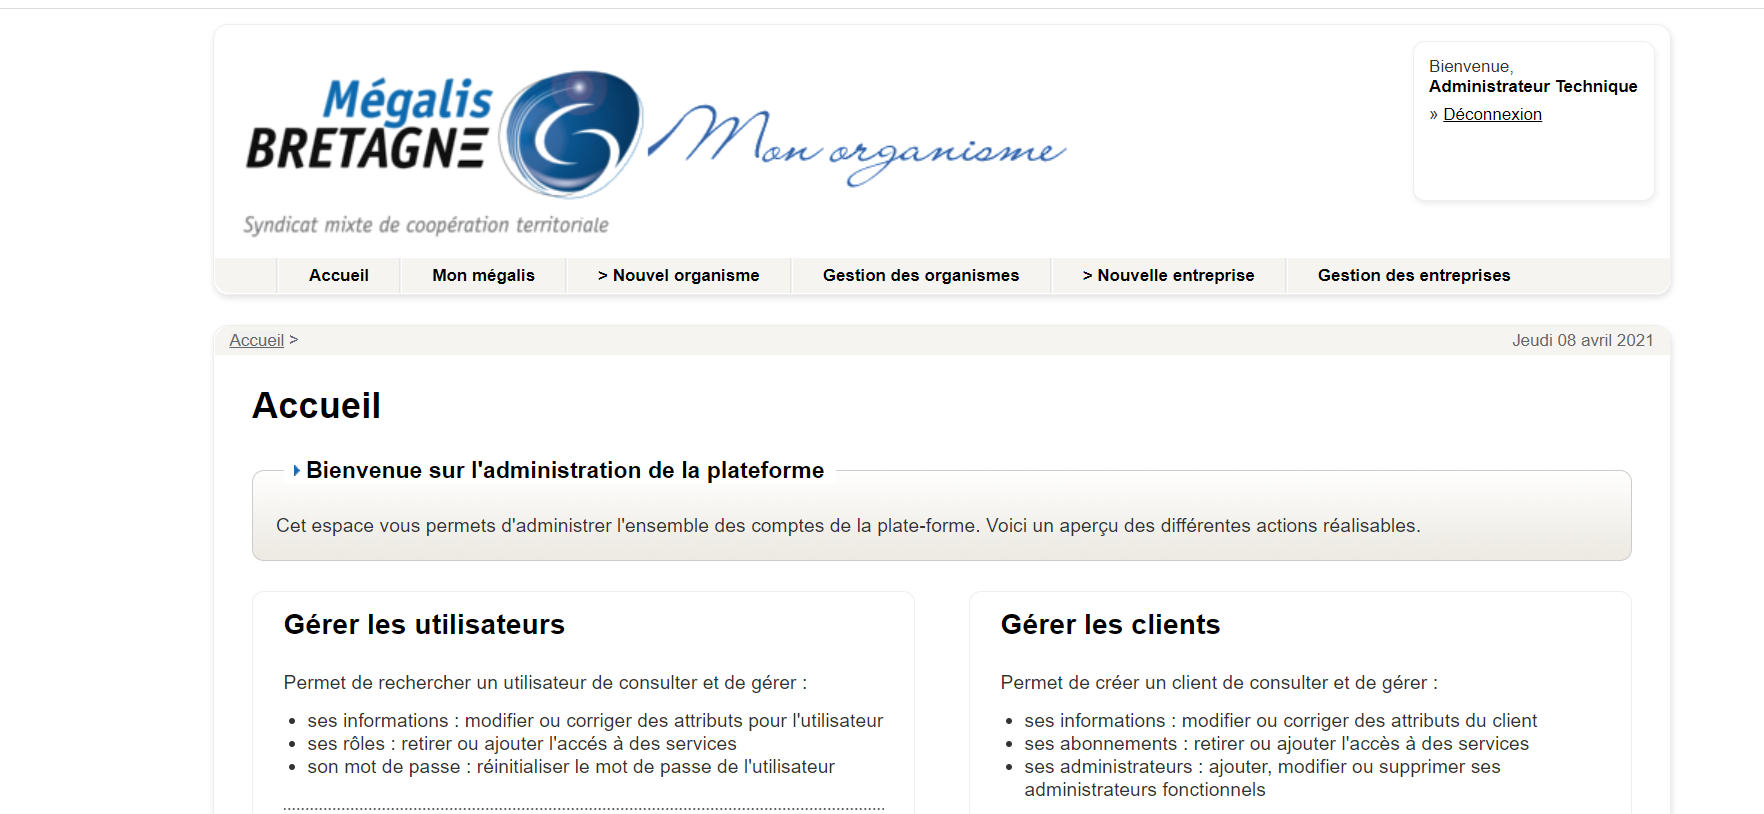 Mégalis
BRETAGNE
Mon organisme
Syndicat mixte de coopération territoriale
Bienvenue,
Administrateur Technique
» Déconnexion
Accueil
Mon mégalis
> Nouvel organisme
Gestion des organismes
> Nouvelle entreprise
Gestion des entreprises
Accueil >
Jeudi 08 avril 2021
Accueil
Bienvenue sur l'administration de la plateforme
Cet espace vous permets d'administrer l'ensemble des comptes de la plate-forme. Voici un aperçu des différentes actions réalisables.
Gérer les utilisateurs
Permet de rechercher un utilisateur de consulter et de gérer :
• ses informations : modifier ou corriger des attributs pour l'utilisateur
• ses rôles : retirer ou ajouter l'accés à des services
• son mot de passe : réinitialiser le mot de passe de l'utilisateur
Gérer les clients
Permet de créer un client de consulter et de gérer :
• ses informations : modifier ou corriger des attributs du client
• ses abonnements : retirer ou ajouter l'accès à des services
• ses administrateurs : ajouter, modifier ou supprimer ses
administrateurs fonctionnels